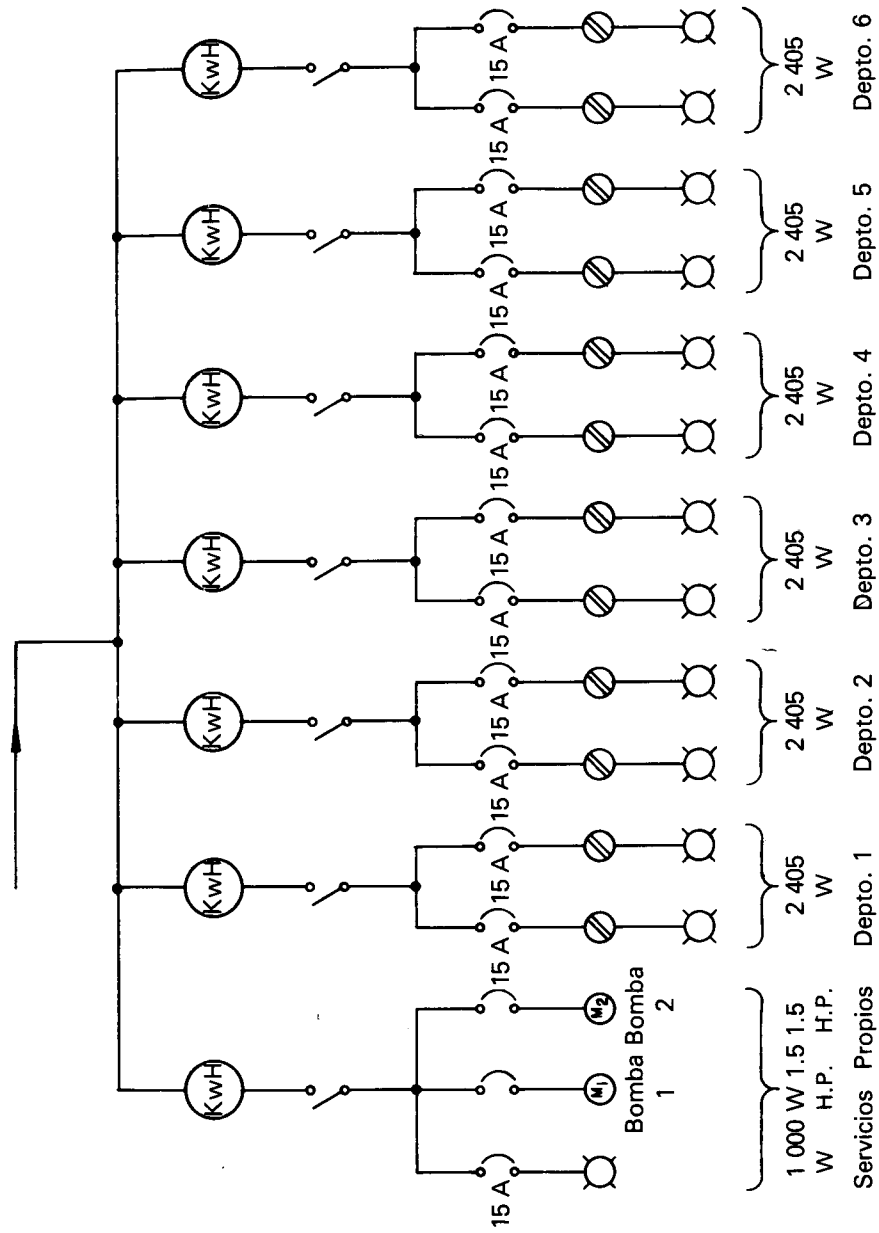 KwH
KwH
KwH
KwH
KwH
KwH
KwH
15 A
15 A
15 A
15 A
15 A
15 A
15 A
15 A
15 A
15 A
15 A
15 A
15 A
M1
M2
Bomba Bomba
1 2
1 000 W 1.5 1.5
W H.P. H.P.
Servicios Propios
2 405
W
Depto. 1
2 405
W
Depto. 2
2 405
W
Depto. 3
2 405
W
Depto. 4
2 405
W
Depto. 5
2 405
W
Depto. 6